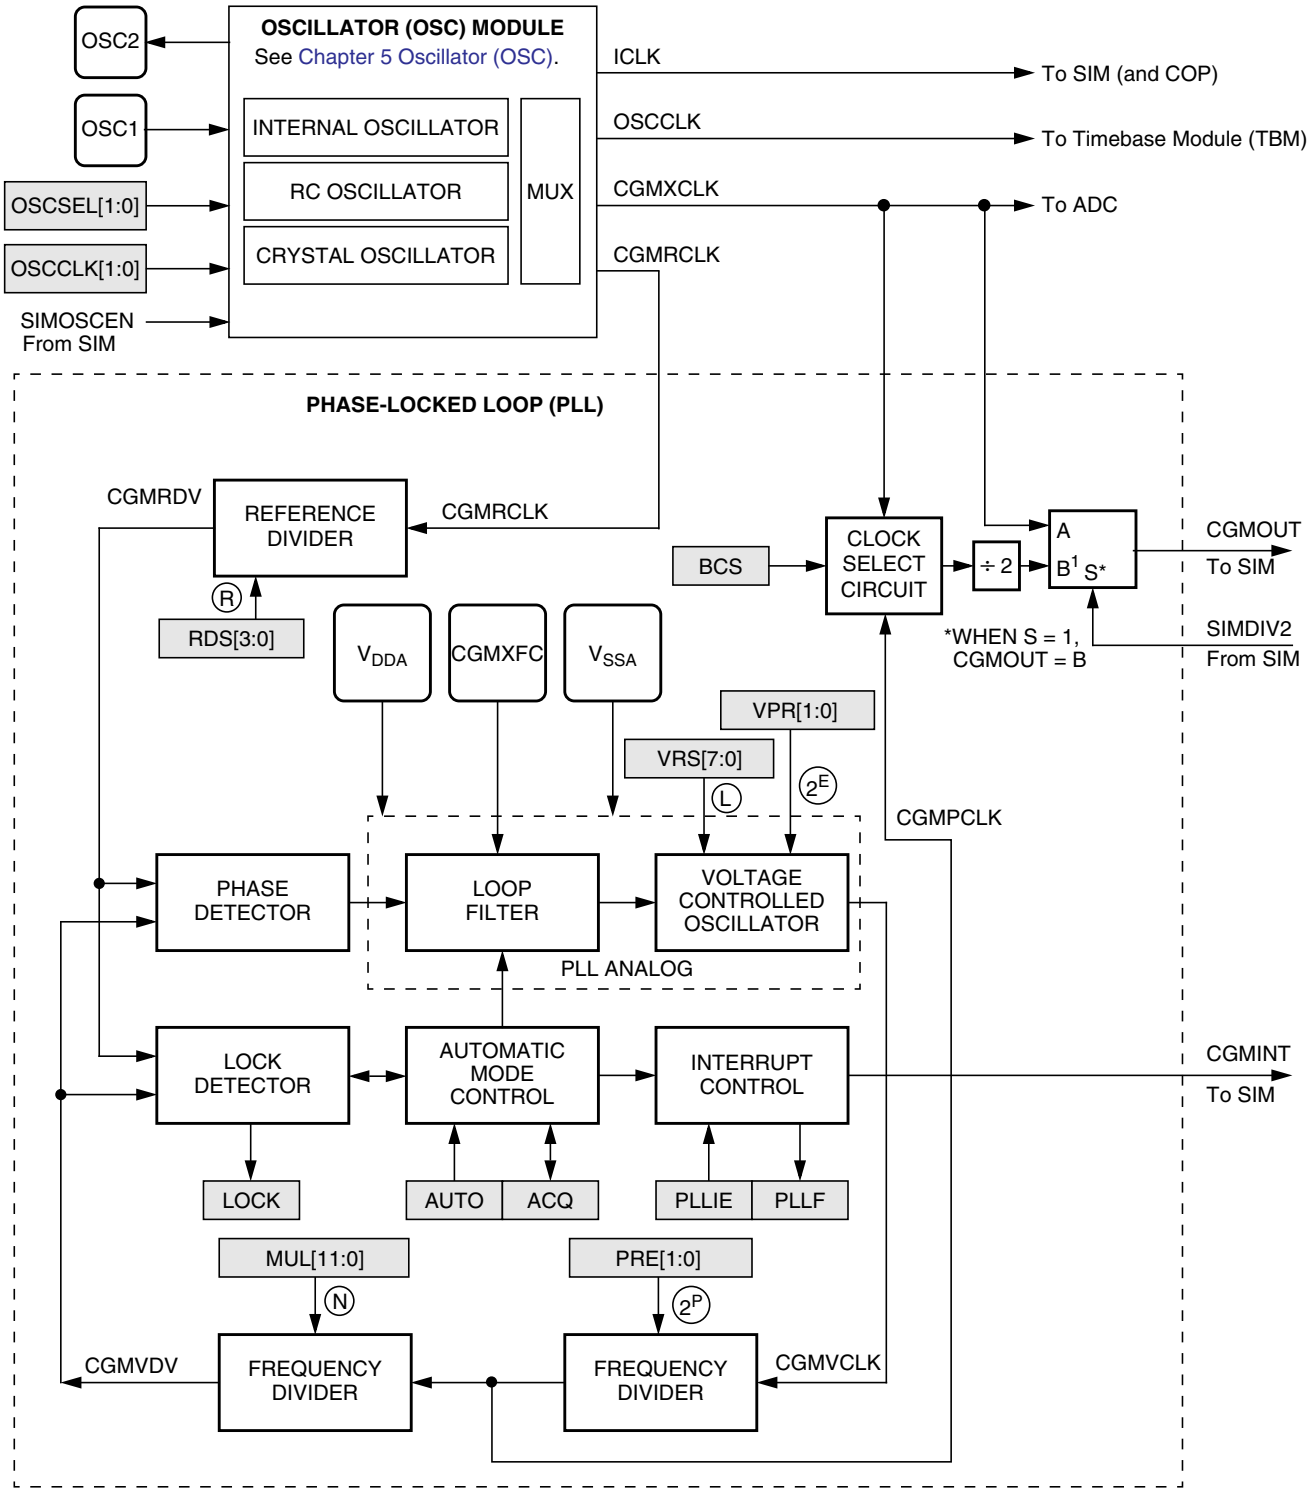 OSC2
OSCILLATOR (OSC) MODULE
See Chapter 5 Oscillator (OSC).
ICLK
To SIM (and COP)
OSC1
INTERNAL OSCILLATOR
OSCCLK
To Timebase Module (TBM)
OSCSEL[1:0]
RC OSCILLATOR
MUX
CGMXCLK
To ADC
OSCCLK[1:0]
CRYSTAL OSCILLATOR
CGMRCLK
SIMOSCEN
From SIM
PHASE-LOCKED LOOP (PLL)
CGMRDV
REFERENCE
DIVIDER
CGMRCLK
BCS
CLOCK
SELECT
CIRCUIT
÷ 2
A
B¹ S*
CGMOUT
To SIM
R
RDS[3:0]
*WHEN S = 1,
CGMOUT = B
SIMDIV2
From SIM
VDDA
CGMXFC
VSSA
VPR[1:0]
VRS[7:0]
L
2ᴱ
CGMPCLK
PHASE
DETECTOR
LOOP
FILTER
VOLTAGE
CONTROLLED
OSCILLATOR
PLL ANALOG
LOCK
DETECTOR
AUTOMATIC
MODE
CONTROL
INTERRUPT
CONTROL
CGMINT
To SIM
LOCK
AUTO
ACQ
PLLIE
PLLF
MUL[11:0]
PRE[1:0]
N
2ᴾ
CGMVDV
FREQUENCY
DIVIDER
FREQUENCY
DIVIDER
CGMVCLK